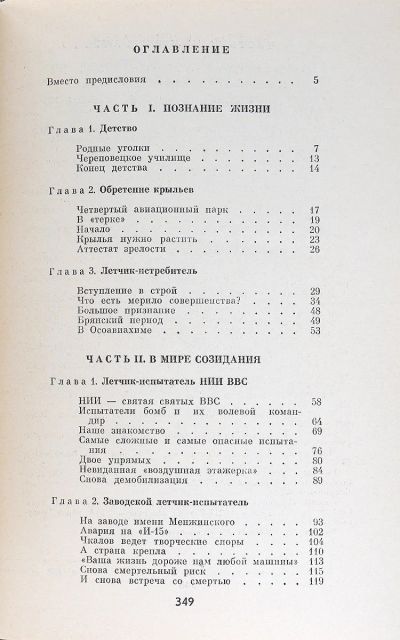 ОГЛАВЛЕНИЕ
Вместо предисловия . . . . . . . . . . . 5
ЧАСТЬ I. ПОЗНАНИЕ ЖИЗНИ
Глава 1. Детство
Родные уголки . . . . . . . . . . . 7
Череповецкое училище . . . . . . . . 13
Конец детства . . . . . . . . . . . 14
Глава 2. Обретение крыльев
Четвертый авиационный парк . . . . . . 17
В «терке» . . . . . . . . . . . . 19
Начало . . . . . . . . . . . . . 20
Крылья нужно растить . . . . . . . . 23
Аттестат зрелости . . . . . . . . . 26
Глава 3. Летчик-истребитель
Вступление в строй . . . . . . . . . 29
Что есть мерило совершенства? . . . . 34
Большое признание . . . . . . . . . 48
Брянский период . . . . . . . . . . 49
В Осоавиахиме . . . . . . . . . . . 53
ЧАСТЬ II. В МИРЕ СОЗИДАНИЯ
Глава 1. Летчик-испытатель НИИ ВВС
НИИ — святая святых ВВС . . . . . . 58
Испытатели бомб и их волевой коман-
дир . . . . . . . . . . . . . . 64
Наше знакомство . . . . . . . . . . 69
Самые сложные и самые опасные испыта-
ния . . . . . . . . . . . . . . 76
Двое упрямых . . . . . . . . . . . 80
Невиданная «воздушная этажерка» . . . 84
Снова демобилизация . . . . . . . . 89
Глава 2. Заводской летчик-испытатель
На заводе имени Менжинского . . . . . 93
Авария на «И-15» . . . . . . . . . 102
Чкалов ведет творческие споры . . . . 104
А страна крепла . . . . . . . . . . 110
„Ваша жизнь дороже нам любой машины" 113
Снова смертельный риск . . . . . . . 115
И снова встреча со смертью . . . . . 119
349